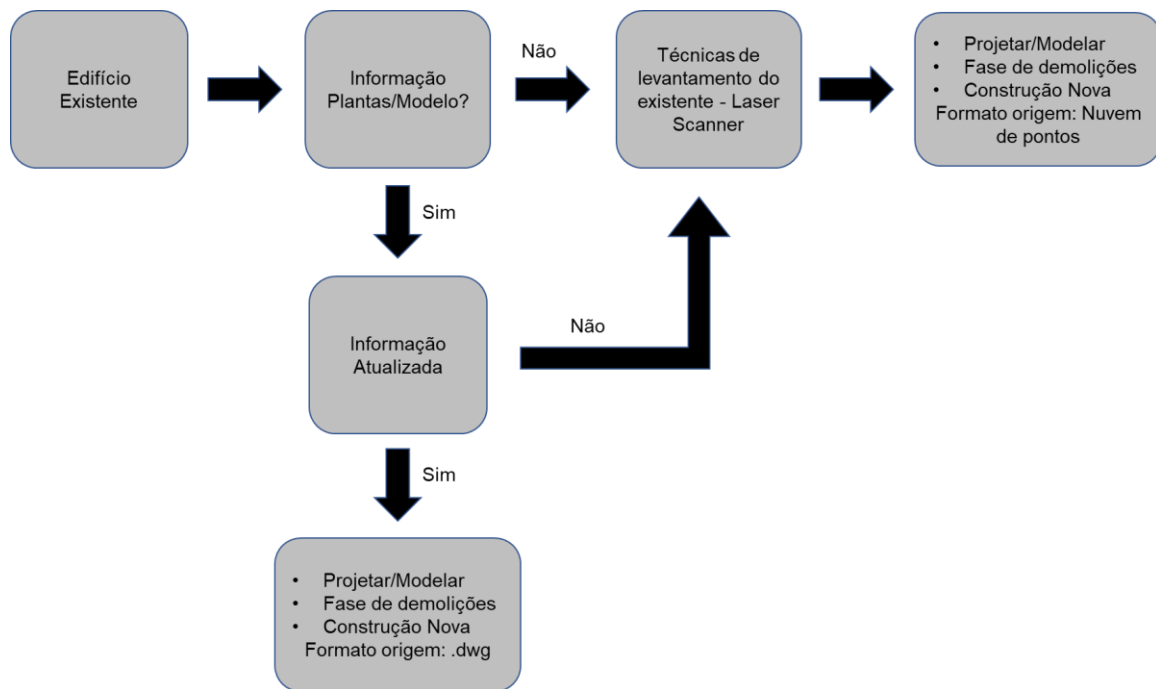 Edifício
Existente
Informação
Plantas/Modelo?
Não
Técnicas de
levantamento do
existente - Laser
Scanner
• Projetar/Modelar
• Fase de demolições
• Construção Nova
Formato origem: Nuvem
de pontos
Sim
Informação
Atualizada
Não
Sim
• Projetar/Modelar
• Fase de demolições
• Construção Nova
Formato origem: .dwg